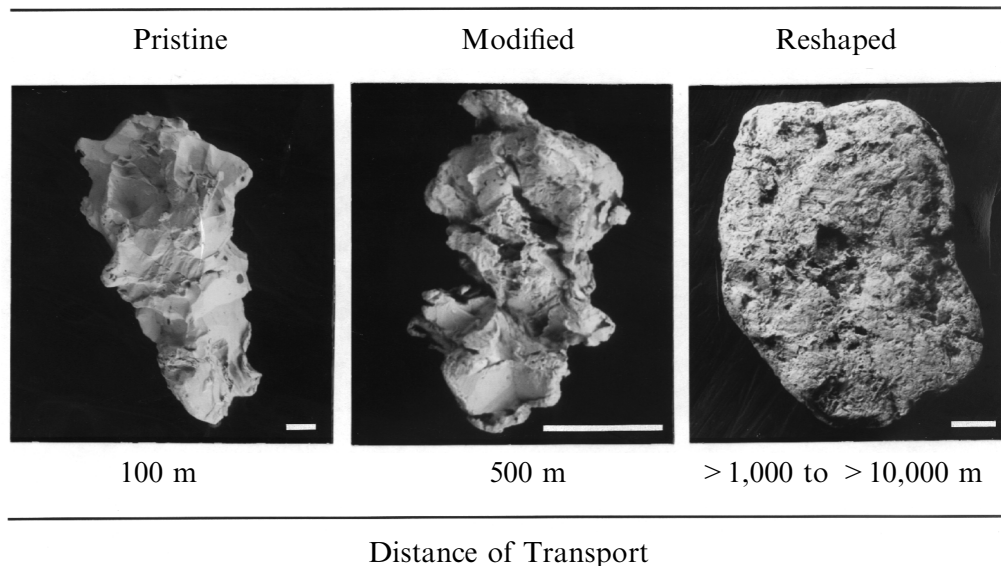 Pristine Modified Reshaped
100 m 500 m > 1,000 to > 10,000 m
Distance of Transport